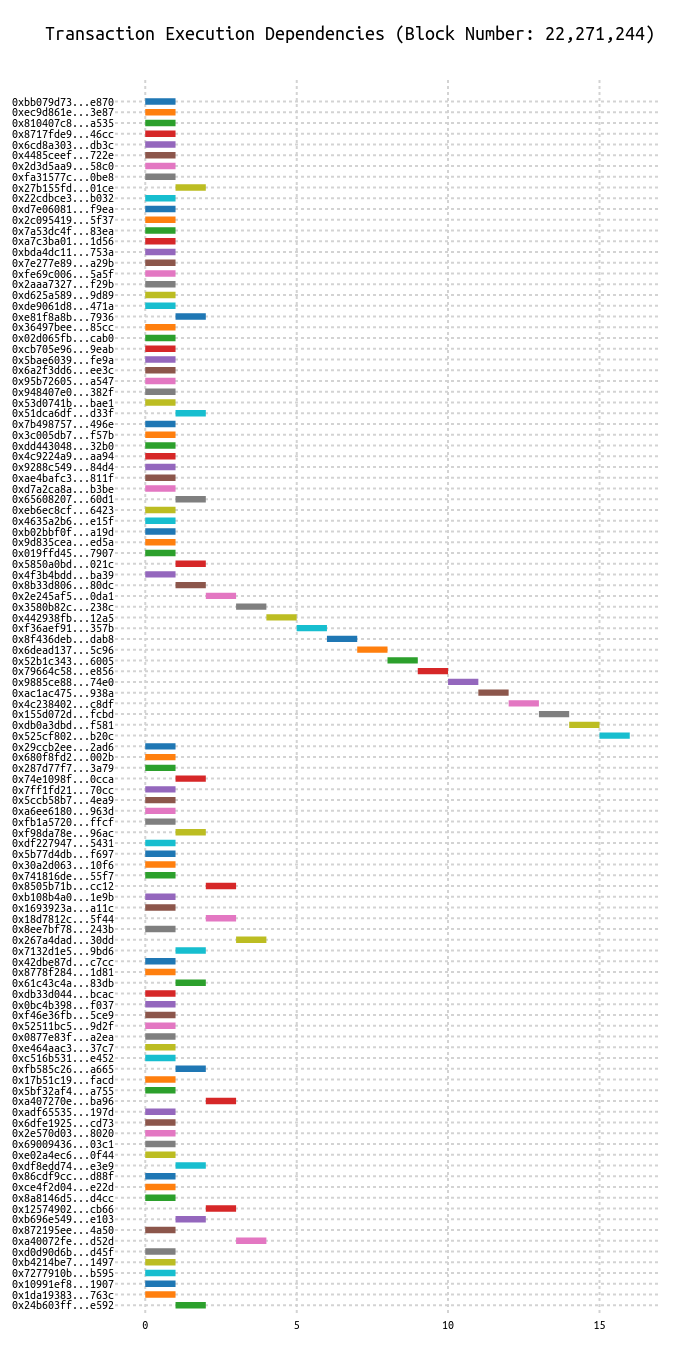 Transaction Execution Dependencies (Block Number: 22,271,244)
0xbb079d73...e870
0xec9d861e...3e87
0x810407c8...a535
0x8717fde9...46cc
0x6cd8a303...db3c
0x4485ceef...722e
0x2d3d5aa9...58c0
0xfa31577c...0be8
0x27b155fd...01ce
0x22cdbce3...b032
0xd7e06081...f9ea
0x2c095419...5f37
0x7a53dc4f...83ea
0xa7c3ba01...1d56
0xbda4dc11...753a
0x7e277e89...a29b
0xfe69c006...5a5f
0x2aaa7327...f29b
0xd625a589...9d89
0xde9061d8...471a
0xe81f8a8b...7936
0x36497bee...85cc
0x02d065fb...cab0
0xcb705e96...9eab
0x5bae6039...fe9a
0x6a2f3dd6...ee3c
0x95b72605...a547
0x948407e0...382f
0x53d0741b...bae1
0x51dca6df...d33f
0x7b498757...496e
0x3c005db7...f57b
0xdd443048...32b0
0x4c9224a9...aa94
0x9288c549...84d4
0xae4bafc3...811f
0xd7a2ca8a...b3be
0x65608207...60d1
0xeb6ec8cf...6423
0x4635a2b6...e15f
0xb02bbf0f...a19d
0x9d835cea...ed5a
0x019ffd45...7907
0x5850a0bd...021c
0x4f3b4bdd...ba39
0x8b33d806...80dc
0x2e245af5...0da1
0x3580b82c...238c
0x442938fb...12a5
0xf36aef91...357b
0x8f436deb...dab8
0x6dead137...5c96
0x52b1c343...6005
0x79664c58...e856
0x9885ce88...74e0
0xac1ac475...938a
0x4c238402...c8df
0x155d072d...fcbd
0xdb0a3dbd...f581
0x525cf802...b20c
0x29ccb2ee...2ad6
0x680f8fd2...002b
0x287d77f7...3a79
0x74e1098f...0cca
0x7ff1fd21...70cc
0x5ccb58b7...4ea9
0xa6ee6180...963d
0xfb1a5720...ffcf
0xf98da78e...96ac
0xdf227947...5431
0x5b77d4db...f697
0x30a2d063...10f6
0x741816de...55f7
0x8505b71b...cc12
0xb108b4a0...1e9b
0x1693923a...a11c
0x18d7812c...5f44
0x8ee7bf78...243b
0x267a4dad...30dd
0x7132d1e5...9bd6
0x42dbe87d...c7cc
0x8778f284...1d81
0x61c43c4a...83db
0xdb33d044...bcac
0x0bc4b398...f037
0xf46e36fb...5ce9
0x52511bc5...9d2f
0x0877e83f...a2ea
0xe464aac3...37c7
0xc516b531...e452
0xfb585c26...a665
0x17b51c19...facd
0x5bf32af4...a755
0xa407270e...ba96
0xadf65535...197d
0x6dfe1925...cd73
0x2e570d03...8020
0x69009436...03c1
0xe02a4ec6...0f44
0xdf8edd74...e3e9
0x86cdf9cc...d88f
0xce4f2d04...e22d
0x8a8146d5...d4cc
0x12574902...cb66
0xb696e549...e103
0x872195ee...4a50
0xa40072fe...d52d
0xd0d90d6b...d45f
0xb4214be7...1497
0x7277910b...b595
0x10991ef8...1907
0x1da19383...763c
0x24b603ff...e592
0 5 10 15